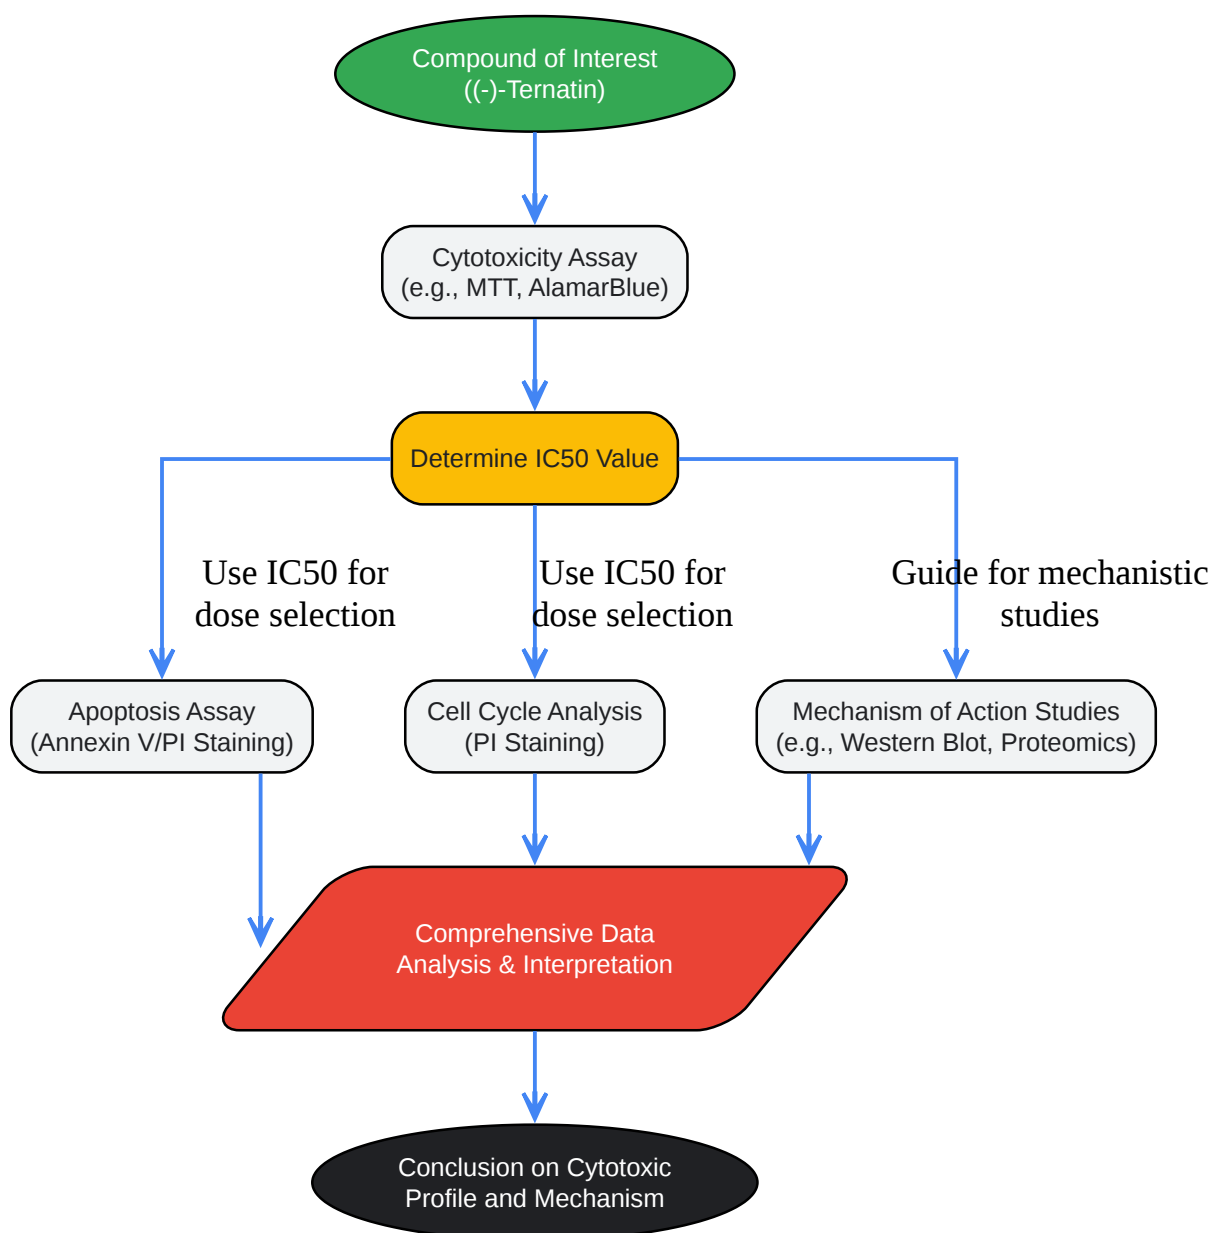 Compound of Interest
((-)-Ternatin)
Cytotoxicity Assay
(e.g., MTT, AlamarBlue)
Determine IC50 Value
Use IC50 for
dose selection
Use IC50 for
dose selection
Guide for mechanistic
studies
Apoptosis Assay
(Annexin V/PI Staining)
Cell Cycle Analysis
(PI Staining)
Mechanism of Action Studies
(e.g., Western Blot, Proteomics)
Comprehensive Data
Analysis & Interpretation
Conclusion on Cytotoxic
Profile and Mechanism